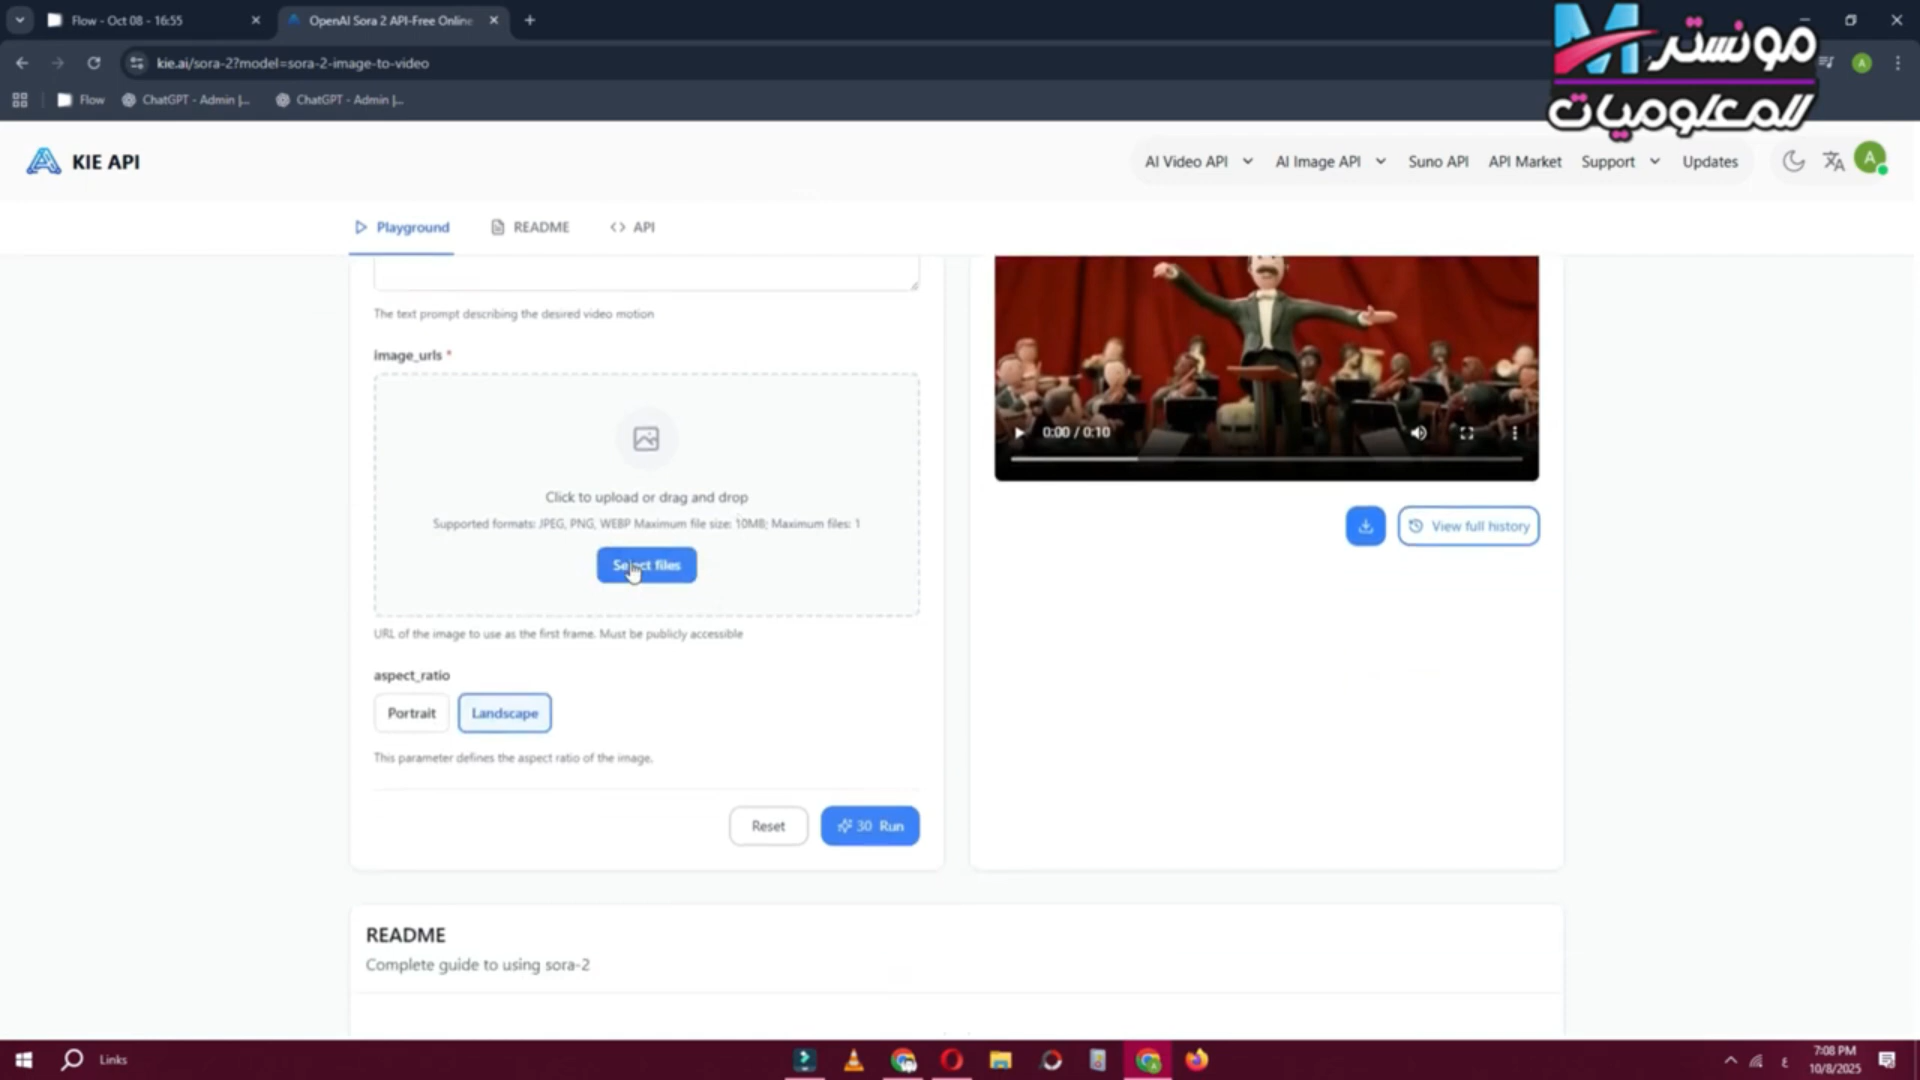 Flow - Oct 08 - 16:55
OpenAI Sora 2 API-Free Online
kie.ai/sora-2?model=sora-2-image-to-video
Flow
ChatGPT - Admin |...
ChatGPT - Admin |...
مونستر
للمعلوميات
KIE API
AI Video API
AI Image API
Suno API
API Market
Support
Updates
A
Playground
README
API
The text prompt describing the desired video motion
image_urls *
Click to upload or drag and drop
Supported formats: JPEG, PNG, WEBP Maximum file size: 10MB; Maximum files: 1
Select files
URL of the image to use as the first frame. Must be publicly accessible
aspect_ratio
Portrait
Landscape
This parameter defines the aspect ratio of the image.
Reset
30 Run
0:00 / 0:10
View full history
README
Complete guide to using sora-2
Links
ع
7:08 PM
10/8/2025